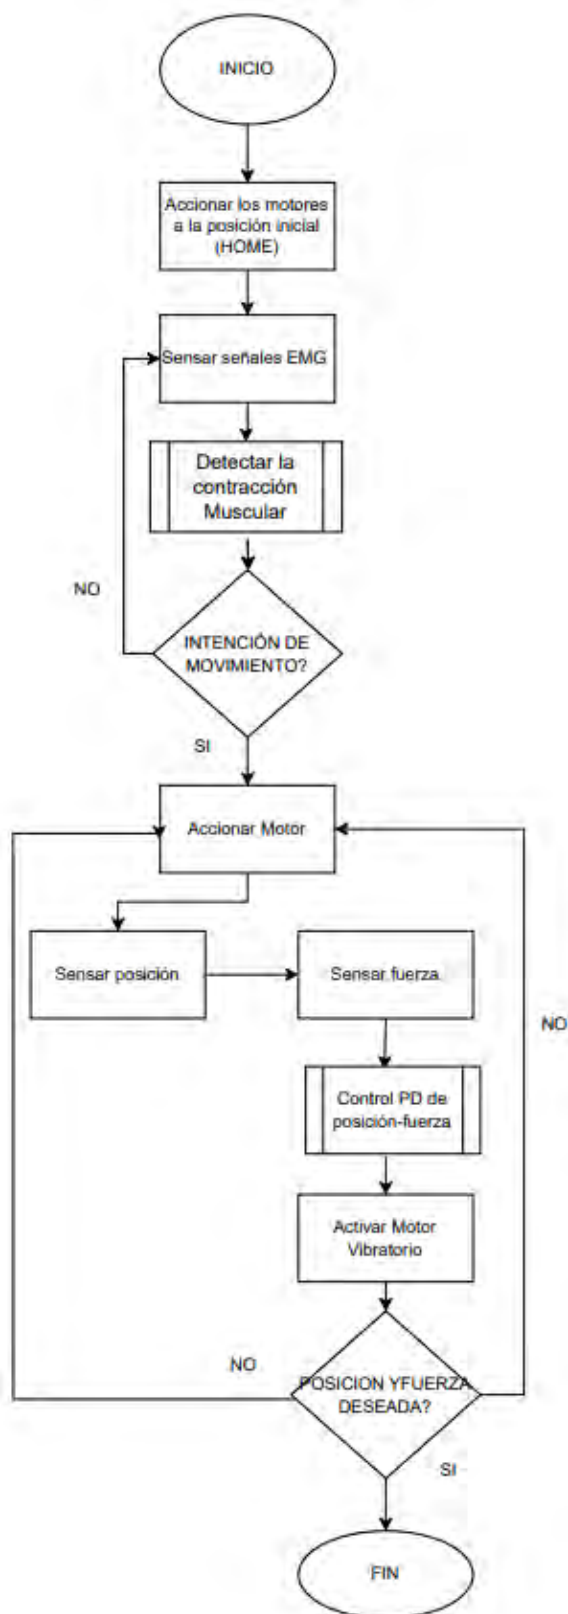 INICIO
Accionar los motores
a la posición inicial
(HOME)
Sensar señales EMG
Detectar la
contracción
Muscular
NO
INTENCIÓN DE
MOVIMIENTO?
SI
Accionar Motor
Sensar posición
Sensar fuerza
NO
Control PD de
posición-fuerza
Activar Motor
Vibratorio
NO
POSICION YFUERZA
DESEADA?
SI
FIN